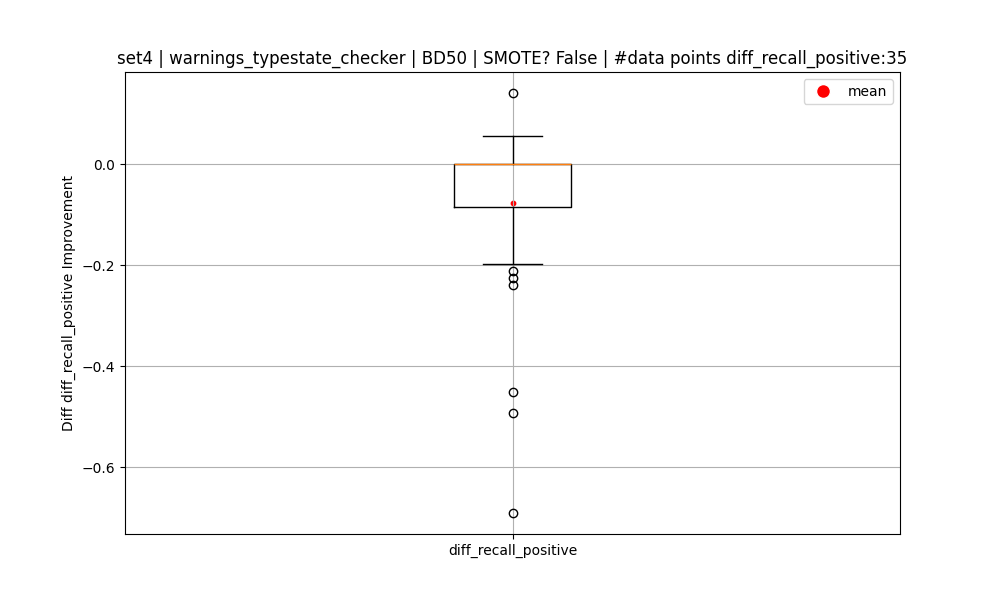 set4 | warnings_typestate_checker | BD50 | SMOTE? False | #data points diff_recall_positive:35
mean
0.0
−0.2
−0.4
−0.6
Diff diff_recall_positive Improvement
diff_recall_positive